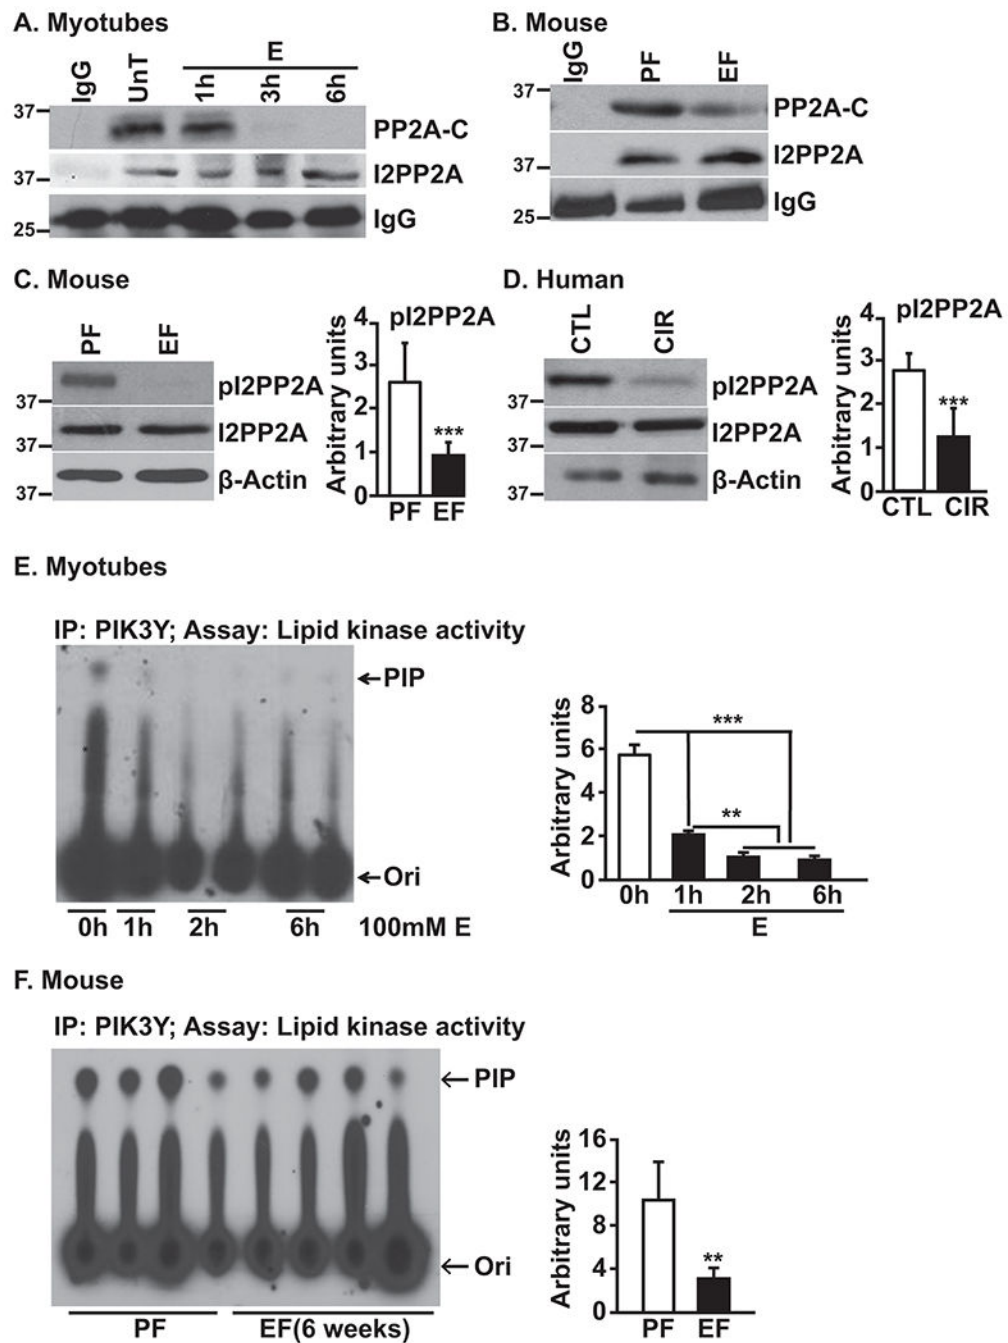 A. Myotubes
E
IgG UnT 1h 3h 6h
37 PP2A-C
37 I2PP2A
25 IgG
B. Mouse
IgG PF EF
37 PP2A-C
37 I2PP2A
25 IgG
C. Mouse
PF EF
37 pI2PP2A
37 I2PP2A
37 β-Actin
pI2PP2A
Arbitrary units
4
3
2
1
0
***
PF EF
D. Human
CTL CIR
37 pI2PP2A
37 I2PP2A
37 β-Actin
pI2PP2A
Arbitrary units
4
3
2
1
0
***
CTL CIR
E. Myotubes
IP: PIK3Y; Assay: Lipid kinase activity
←PIP
←Ori
0h 1h 2h 6h 100mM E
Arbitrary units
8
6
4
2
0
***
**
0h 1h 2h 6h
E
F. Mouse
IP: PIK3Y; Assay: Lipid kinase activity
←PIP
←Ori
PF EF(6 weeks)
Arbitrary units
16
12
8
4
0
**
PF EF